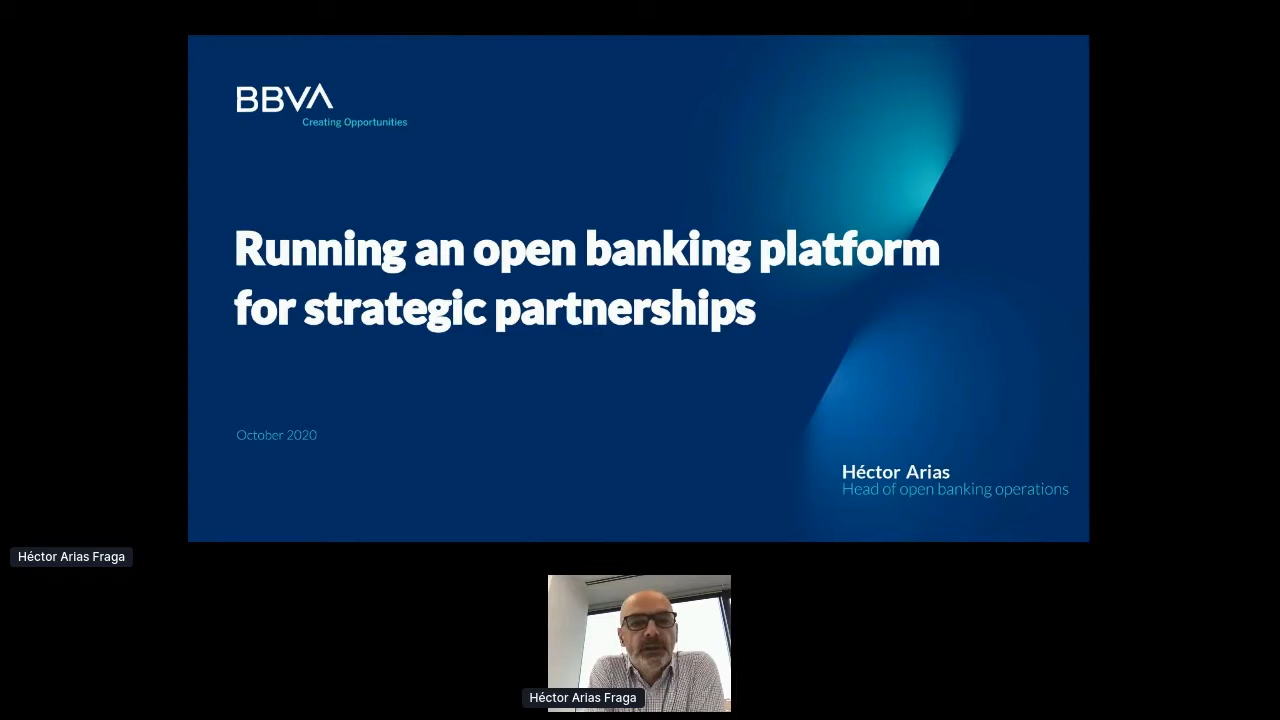 BBVA
Creating Opportunities
Running an open banking platform
for strategic partnerships
October 2020
Héctor Arias
Head of open banking operations
Héctor Arias Fraga
Héctor Arias Fraga